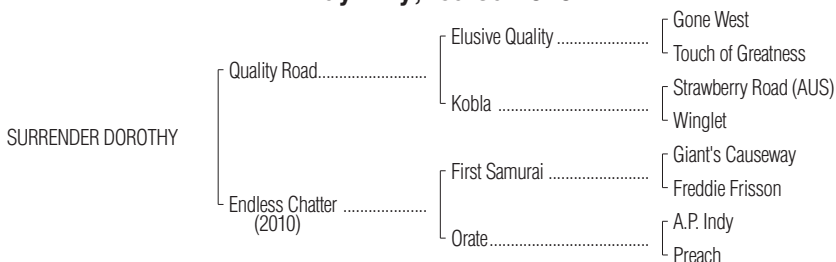 Gone West
Elusive Quality .....................
Touch of Greatness
Quality Road.........................
Strawberry Road (AUS)
Kobla ...................................
Winglet
SURRENDER DOROTHY
Giant's Causeway
First Samurai .......................
Freddie Frisson
Endless Chatter ...................
(2010)
A.P. Indy
Orate.....................................
Preach